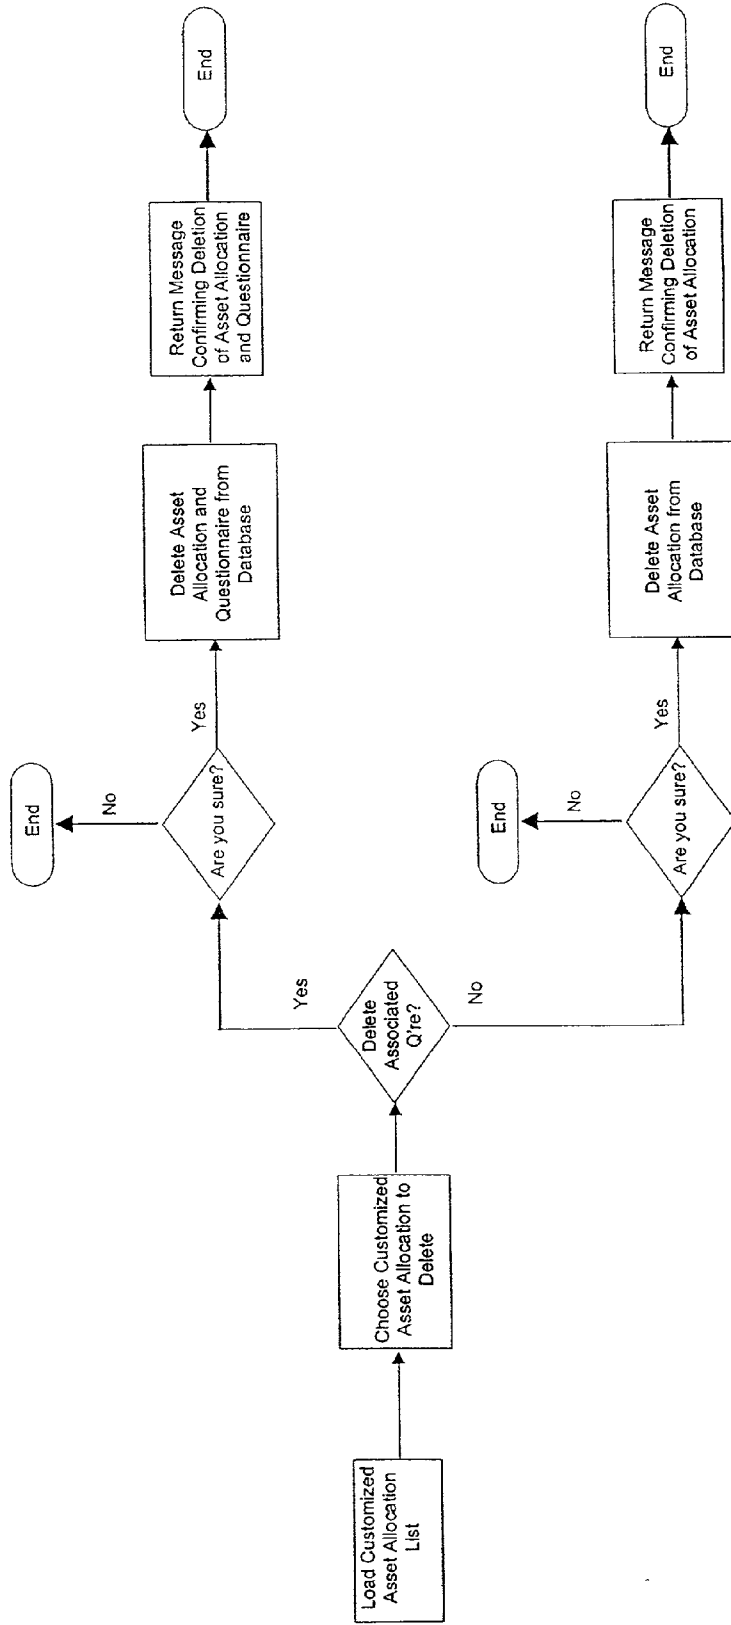 Load Customized
Asset Allocation
List
Choose Customized
Asset Allocation to
Delete
Delete
Associated
Q're?
Yes
No
Are you sure?
No
End
Yes
Delete Asset
Allocation and
Questionnaire from
Database
Return Message
Confirming Deletion
of Asset Allocation
and Questionnaire
End
Are you sure?
No
End
Yes
Delete Asset
Allocation from
Database
Return Message
Confirming Deletion
of Asset Allocation
End